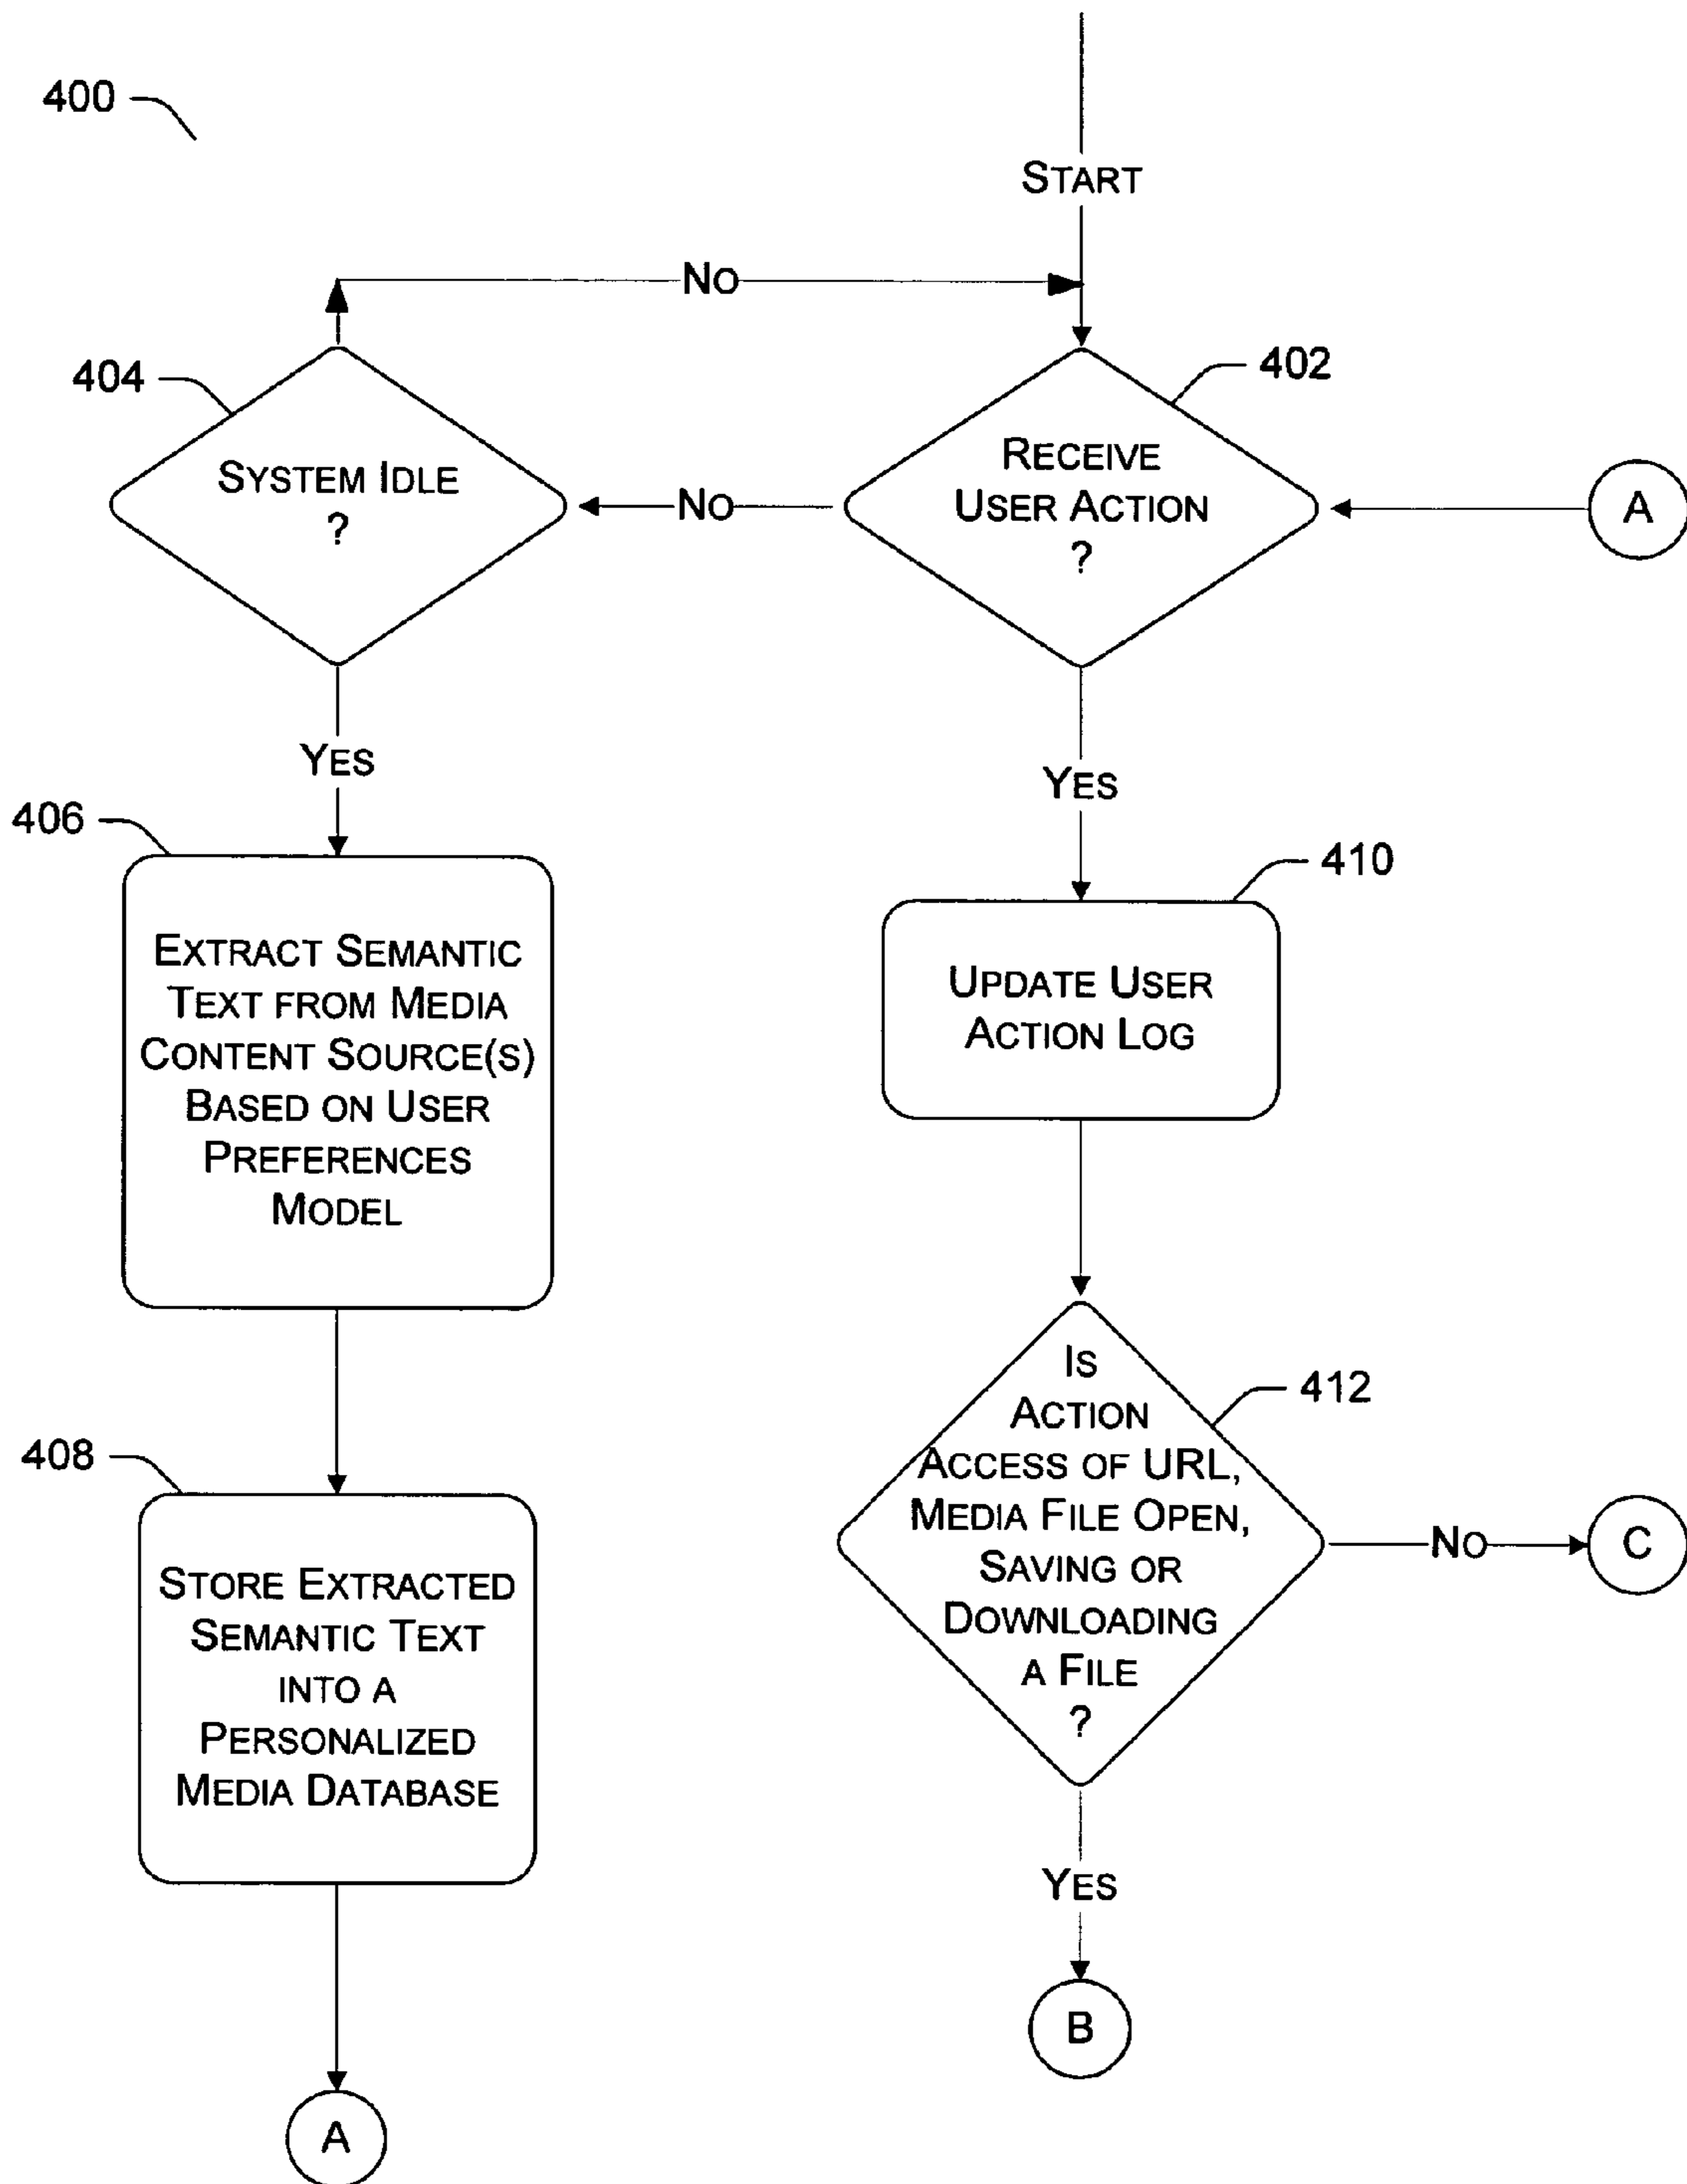 400
START
NO
404
402
SYSTEM IDLE
?
NO
RECEIVE
USER ACTION
?
A
YES
YES
406
410
EXTRACT SEMANTIC
TEXT FROM MEDIA
CONTENT SOURCE(S)
BASED ON USER
PREFERENCES
MODEL
UPDATE USER
ACTION LOG
412
IS
ACTION
ACCESS OF URL,
MEDIA FILE OPEN,
SAVING OR
DOWNLOADING
A FILE
?
NO
C
408
STORE EXTRACTED
SEMANTIC TEXT
INTO A
PERSONALIZED
MEDIA DATABASE
YES
B
A